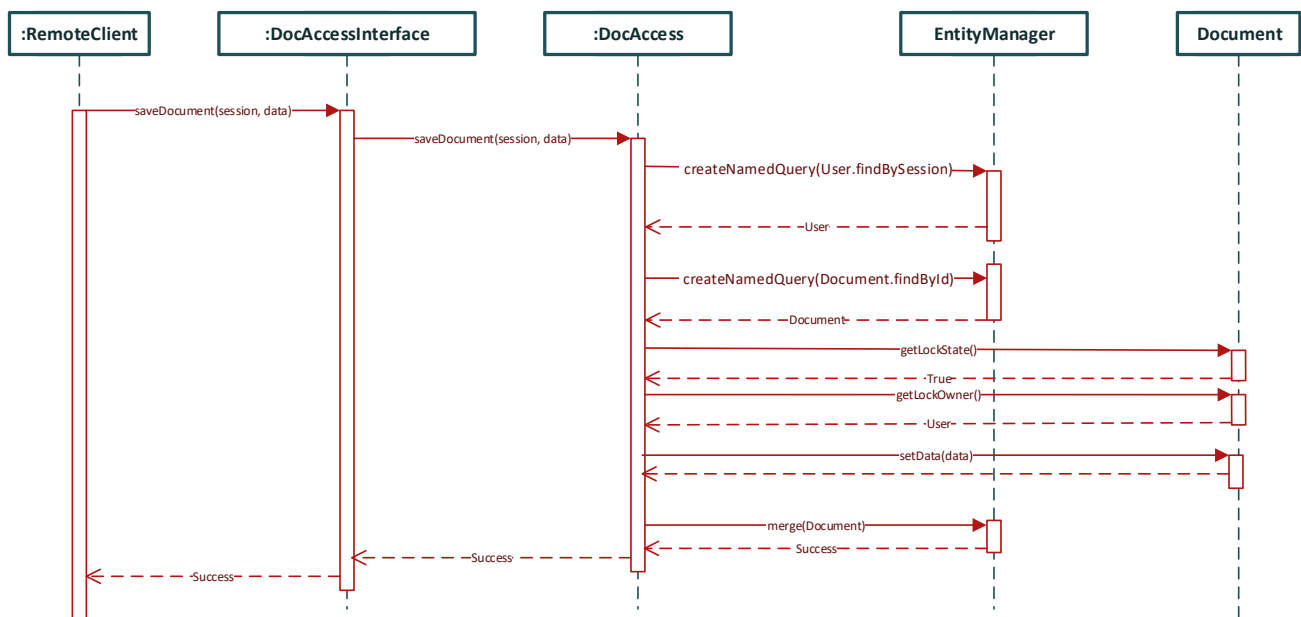 :RemoteClient
:DocAccessInterface
:DocAccess
EntityManager
Document
saveDocument(session, data)
saveDocument(session, data)
createNamedQuery(User.findBySession)
User
createNamedQuery(Document.findById)
Document
getLockState()
True
getLockOwner()
User
setData(data)
merge(Document)
Success
Success
Success